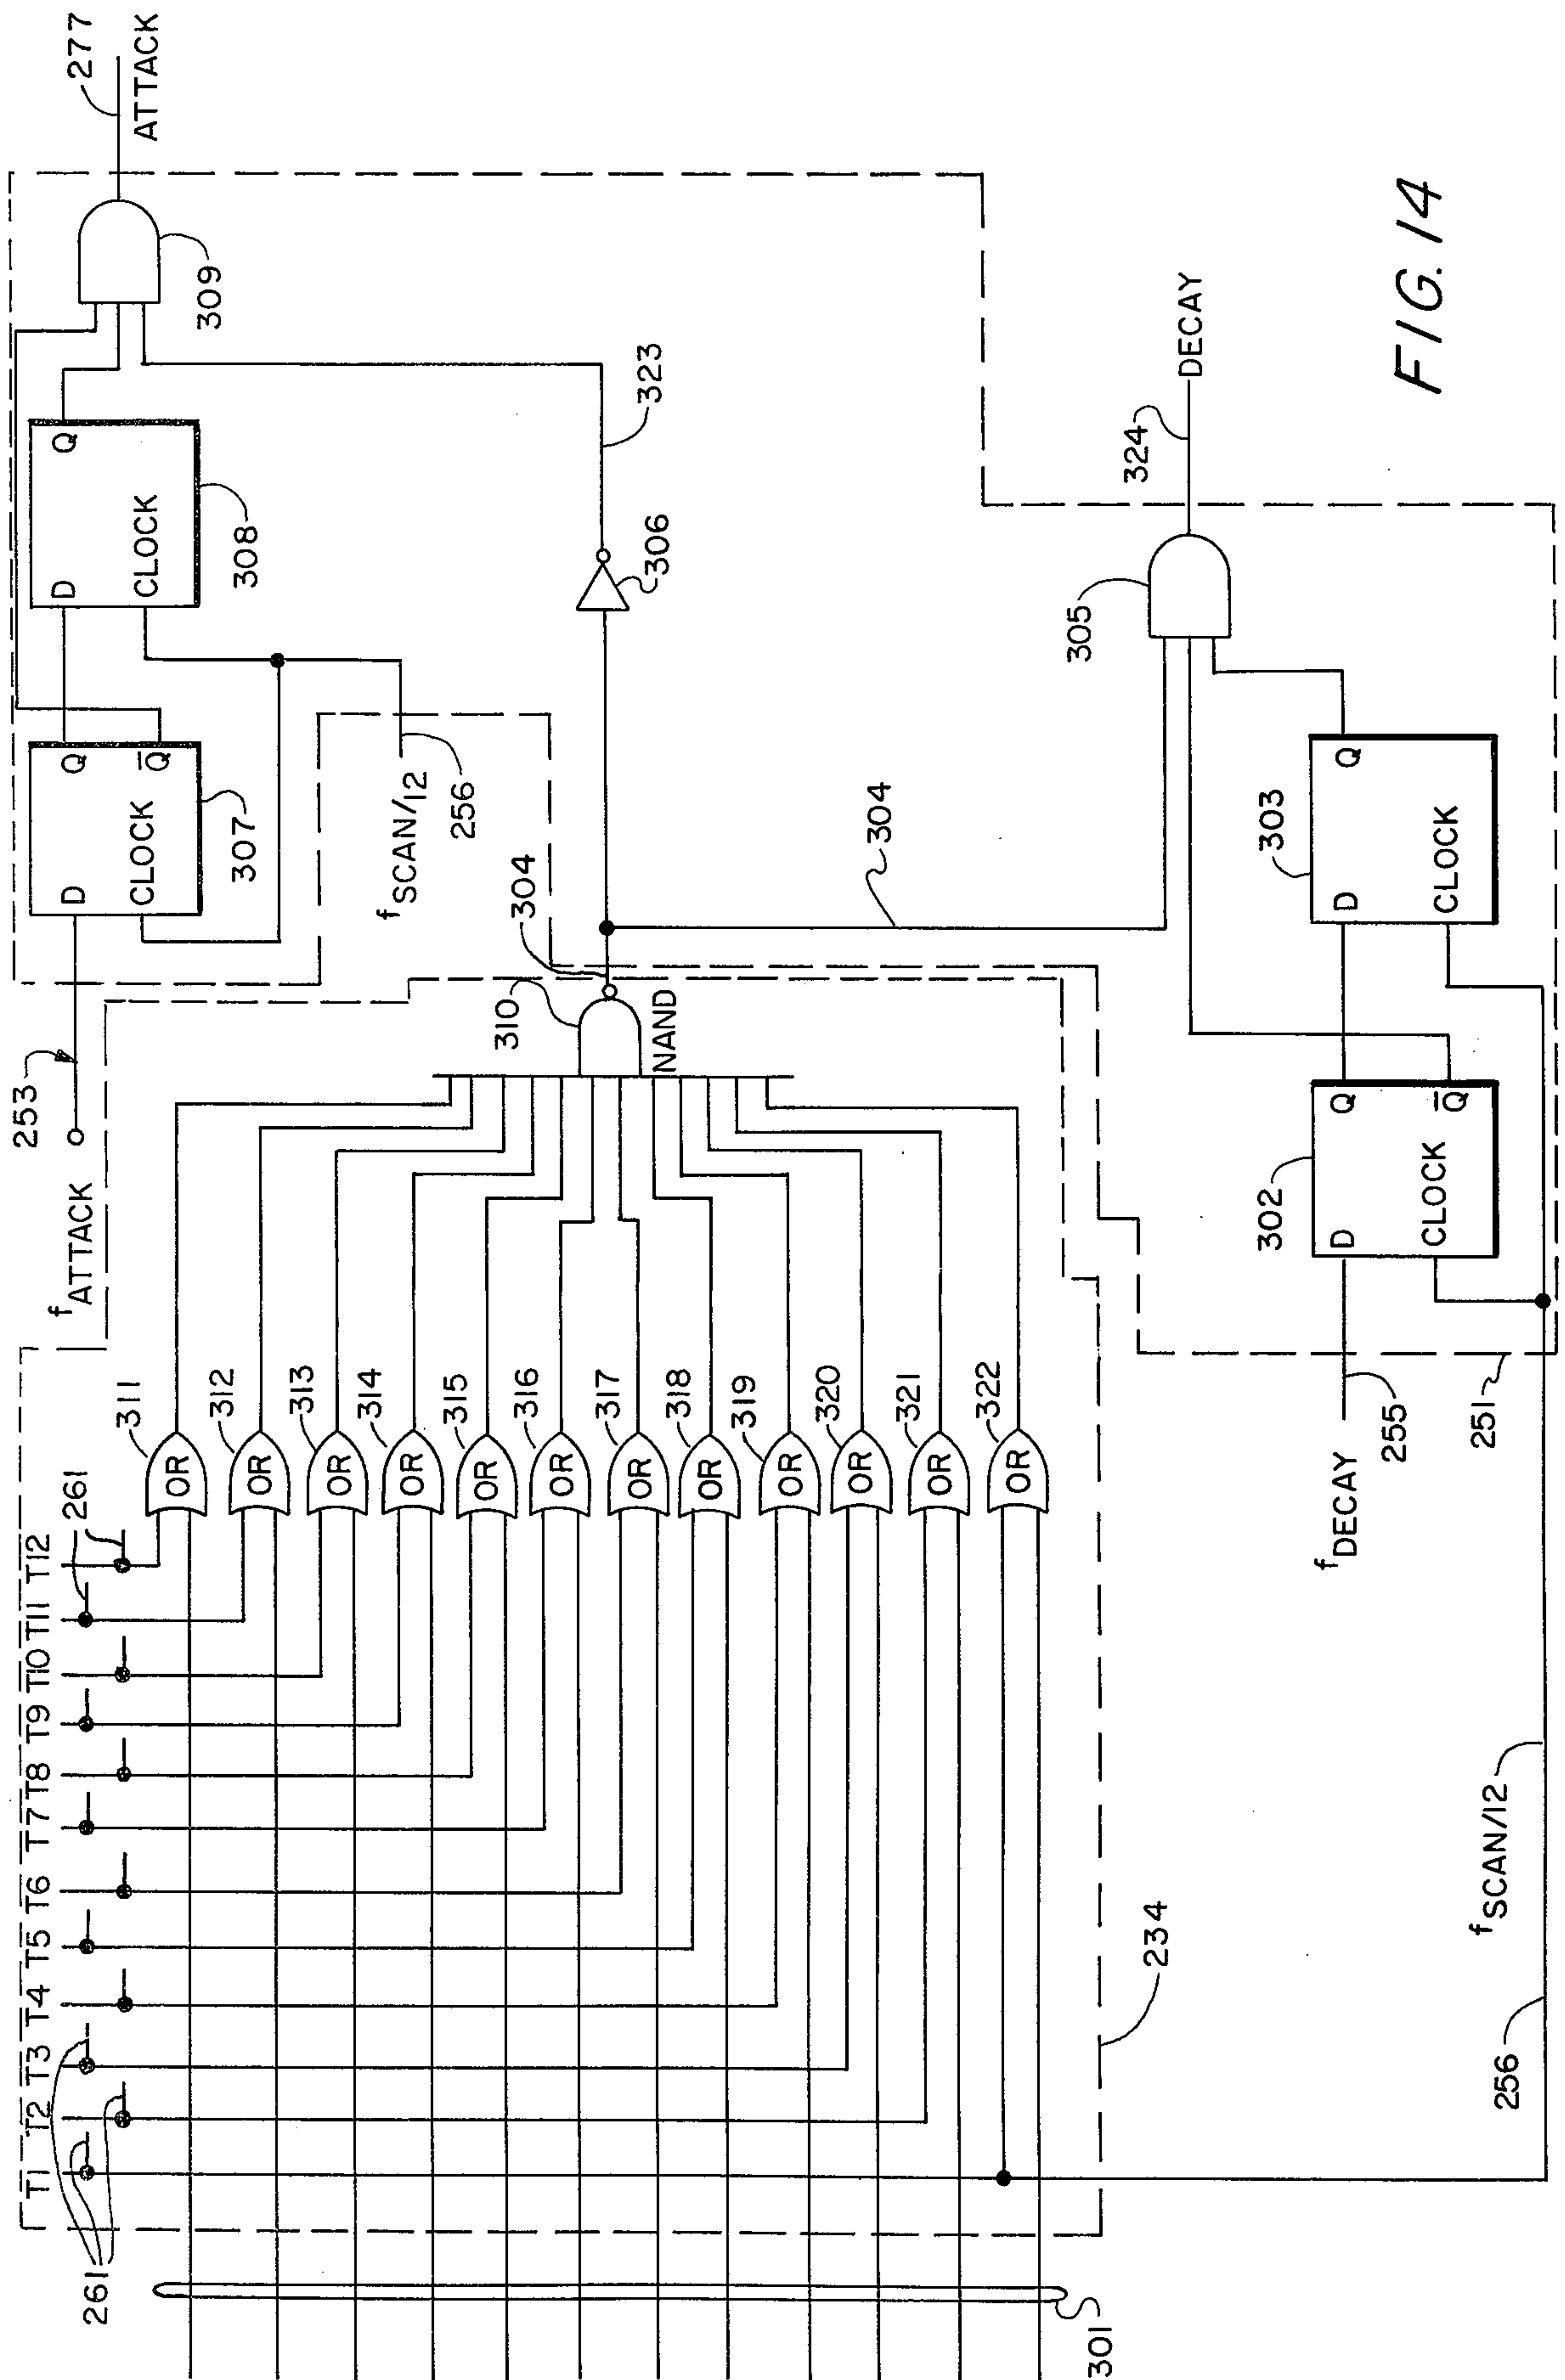 277
ATTACK
309
D
Q
CLOCK
308
323
306
D
Q
Q̅
CLOCK
307
fSCAN/12
256
304
253
fATTACK
310
NAND
304
324
DECAY
305
303
D
Q
CLOCK
302
D
Q
Q̅
CLOCK
255
fDECAY
251
311
312
313
314
315
316
317
318
319
320
321
322
OR
OR
OR
OR
OR
OR
OR
OR
OR
OR
OR
OR
261
T1 T2 T3 T4 T5 T6 T7 T8 T9 T10 T11 T12
261
234
fSCAN/12
256
301
FIG. 14